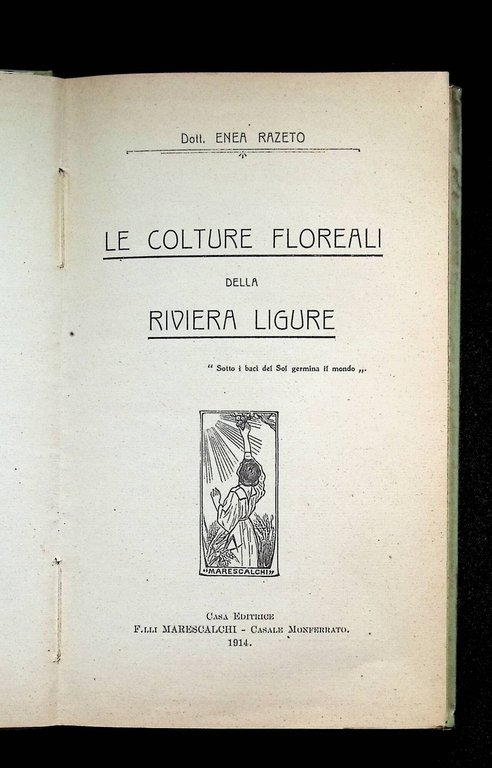 Dott. ENEA RAZETO
LE COLTURE FLOREALI
DELLA
RIVIERA LIGURE
“ Sotto i baci del Sol germina il mondo „.
"MARESCALCHI"
CASA EDITRICE
F.LLI MARESCALCHI - CASALE MONFERRATO.
1914.